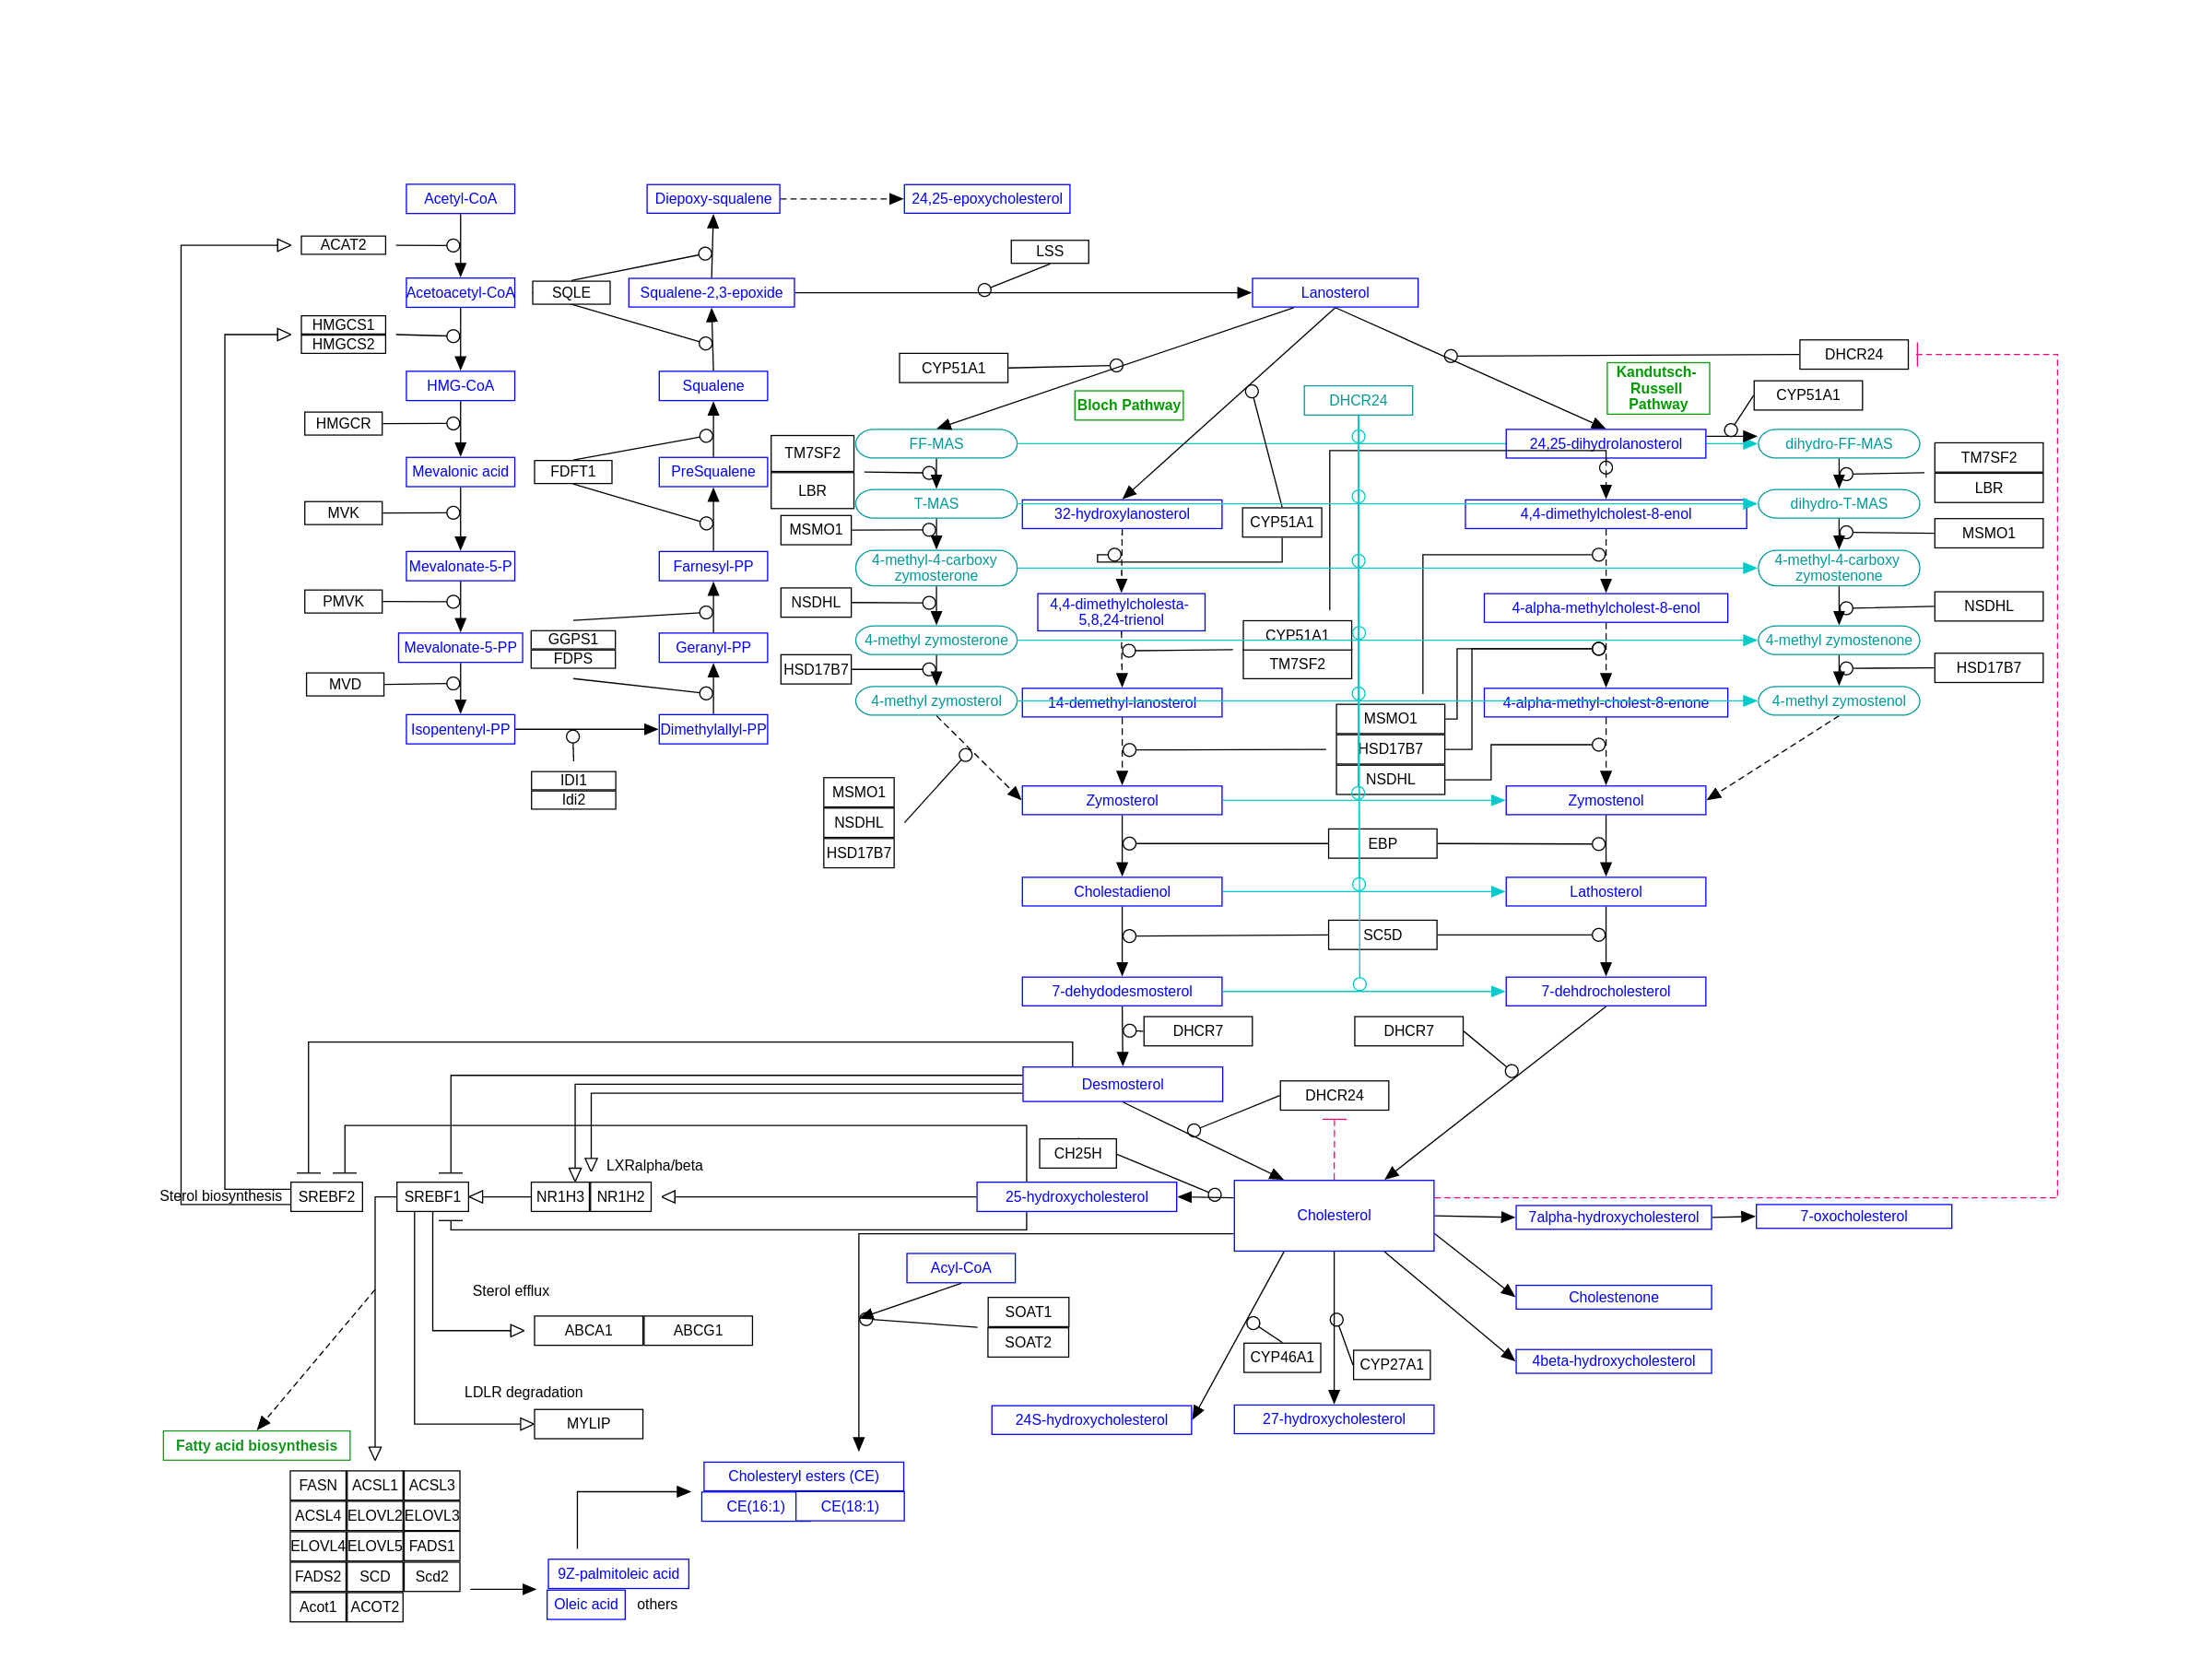 Acetyl-CoA
Diepoxy-squalene
24,25-epoxycholesterol
ACAT2
LSS
Acetoacetyl-CoA
SQLE
Squalene-2,3-epoxide
Lanosterol
HMGCS1
HMGCS2
DHCR24
HMG-CoA
Squalene
CYP51A1
Kandutsch-
Russell
Pathway
CYP51A1
Bloch Pathway
DHCR24
HMGCR
TM7SF2
LBR
FF-MAS
24,25-dihydrolanosterol
dihydro-FF-MAS
TM7SF2
LBR
Mevalonic acid
FDFT1
PreSqualene
T-MAS
dihydro-T-MAS
MVK
MSMO1
32-hydroxylanosterol
CYP51A1
4,4-dimethylcholest-8-enol
MSMO1
Mevalonate-5-P
Farnesyl-PP
4-methyl-4-carboxy
zymosterone
4-methyl-4-carboxy
zymostenone
PMVK
NSDHL
4,4-dimethylcholesta-
5,8,24-trienol
4-alpha-methylcholest-8-enol
NSDHL
Mevalonate-5-PP
GGPS1
FDPS
Geranyl-PP
4-methyl zymosterone
CYP51A1
TM7SF2
4-methyl zymostenone
MVD
HSD17B7
HSD17B7
4-methyl zymosterol
14-demethyl-lanosterol
4-alpha-methyl-cholest-8-enone
4-methyl zymostenol
Isopentenyl-PP
Dimethylallyl-PP
MSMO1
HSD17B7
NSDHL
IDI1
Idi2
MSMO1
NSDHL
HSD17B7
Zymosterol
Zymostenol
EBP
Cholestadienol
Lathosterol
SC5D
7-dehydodesmosterol
7-dehdrocholesterol
DHCR7
DHCR7
Desmosterol
DHCR24
CH25H
LXRalpha/beta
Sterol biosynthesis
SREBF2
SREBF1
NR1H3
NR1H2
25-hydroxycholesterol
Cholesterol
7alpha-hydroxycholesterol
7-oxocholesterol
Acyl-CoA
Sterol efflux
Cholestenone
ABCA1
ABCG1
SOAT1
SOAT2
CYP46A1
CYP27A1
4beta-hydroxycholesterol
LDLR degradation
MYLIP
24S-hydroxycholesterol
27-hydroxycholesterol
Fatty acid biosynthesis
Cholesteryl esters (CE)
CE(16:1)
CE(18:1)
FASN
ACSL1
ACSL3
ACSL4
ELOVL2
ELOVL3
ELOVL4
ELOVL5
FADS1
FADS2
SCD
Scd2
Acot1
ACOT2
9Z-palmitoleic acid
Oleic acid
others